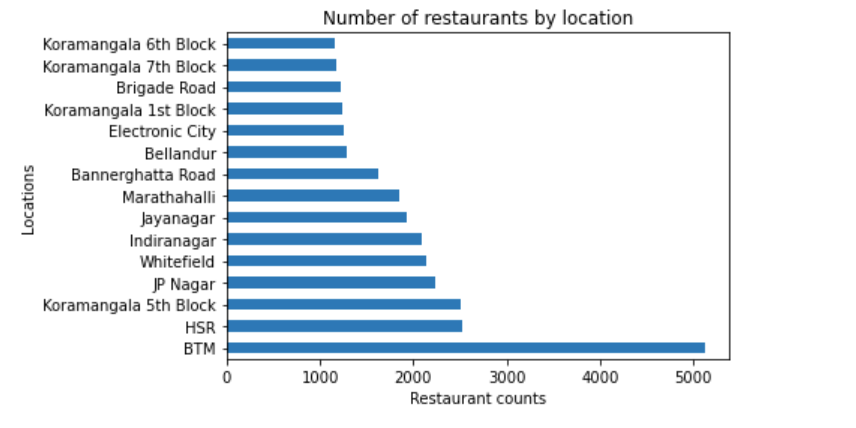 Number of restaurants by location
Koramangala 6th Block
Koramangala 7th Block
Brigade Road
Koramangala 1st Block
Electronic City
Bellandur
Bannerghatta Road
Marathahalli
Jayanagar
Indiranagar
Whitefield
JP Nagar
Koramangala 5th Block
HSR
BTM
Locations
0 1000 2000 3000 4000 5000
Restaurant counts